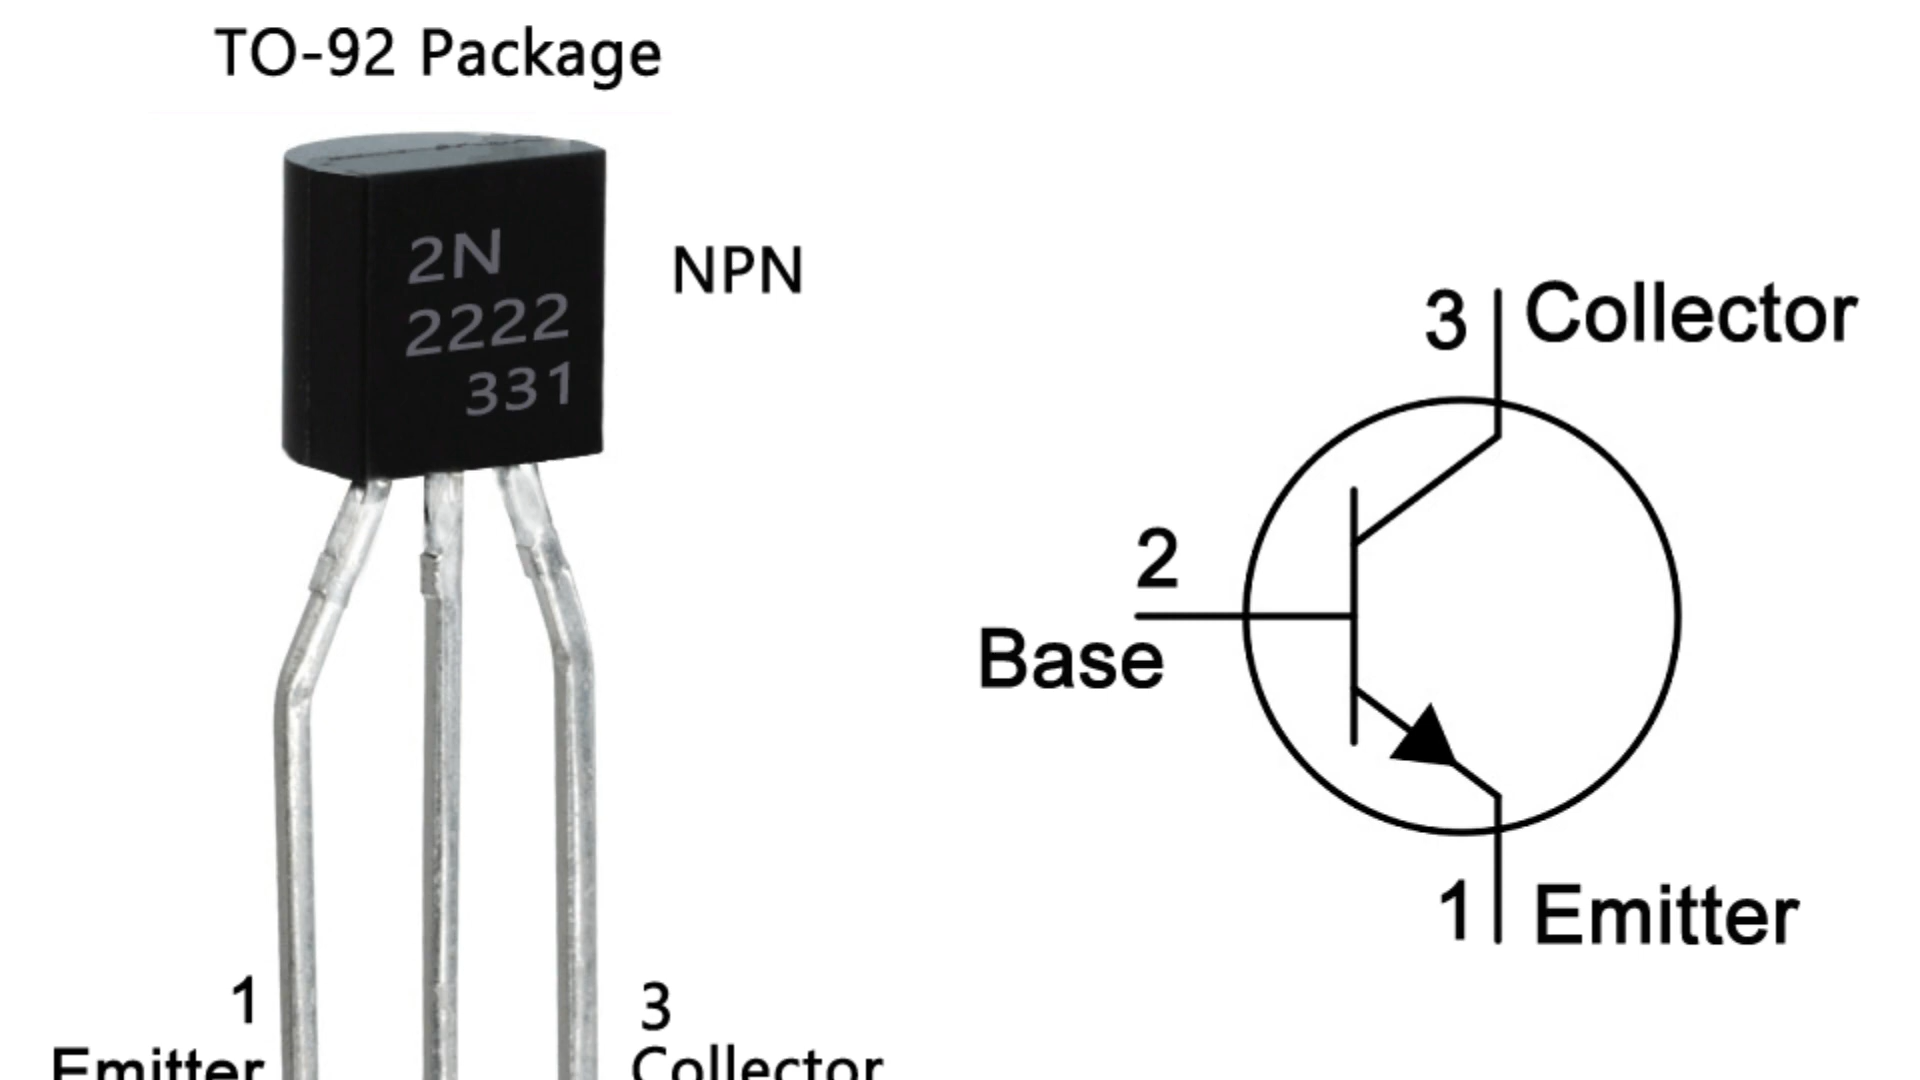 TO-92 Package
2N
2222
331
NPN
3 Collector
2
Base
1 Emitter
1
Emitter
3
Collector